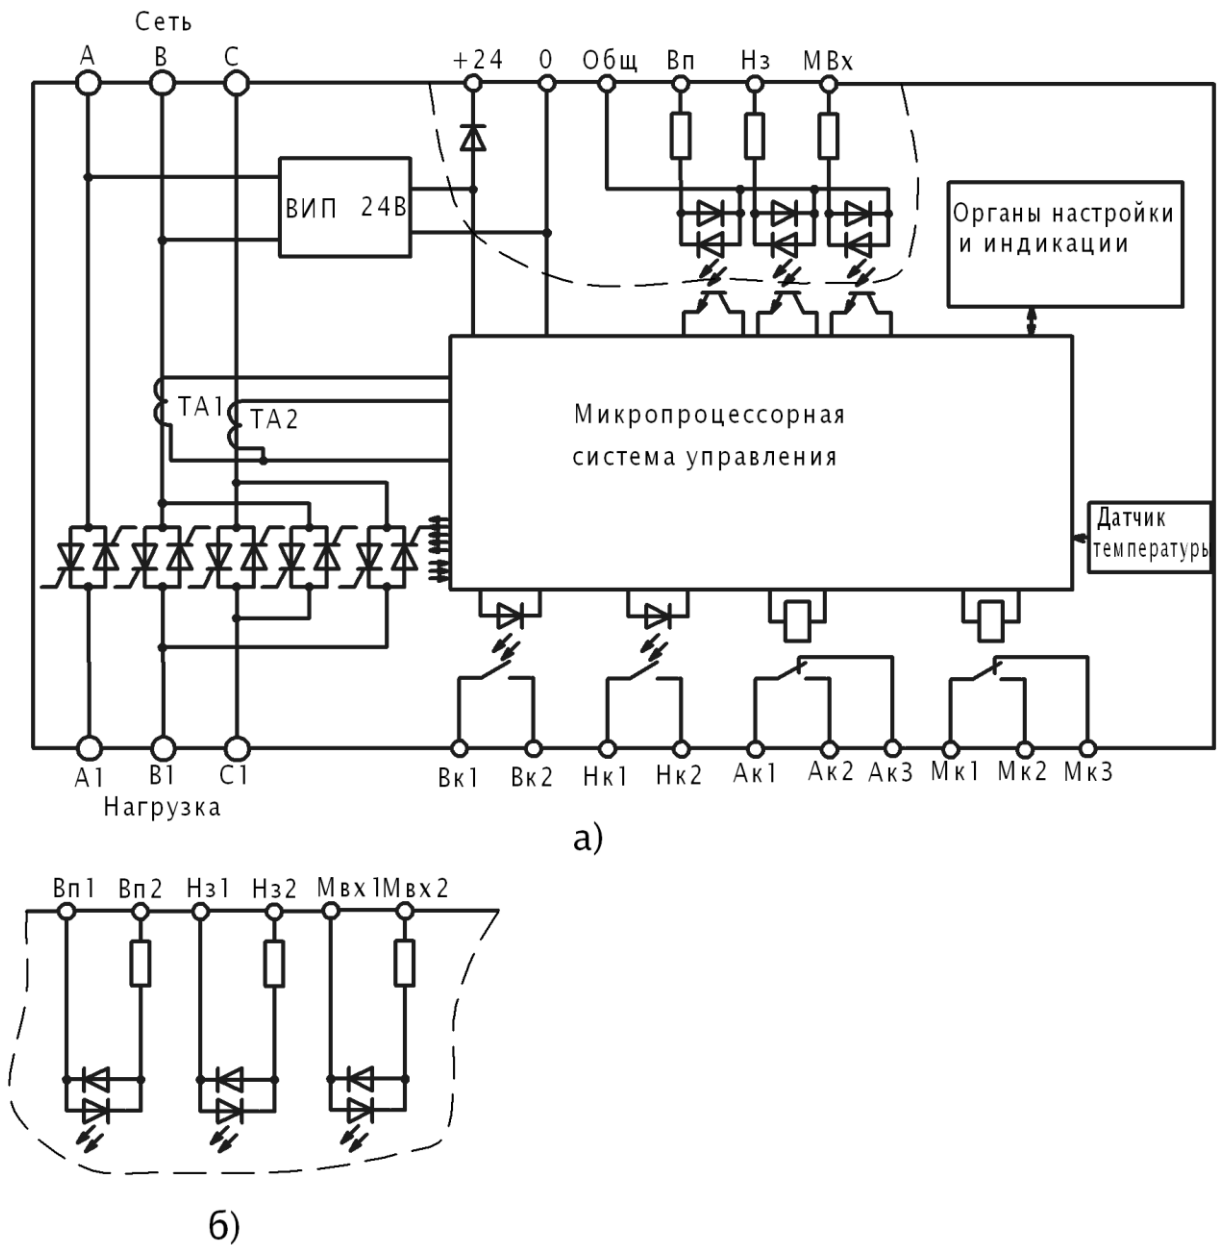 Сеть
А В С +24 0 Общ Вп Нз МВх
ВИП 24В
Органы настройки
и индикации
ТА1
ТА2
Микропроцессорная
система управления
Датчик
температуры
А1 В1 С1 Вк1 Вк2 Нк1 Нк2 Ак1 Ак2 Ак3 Мк1 Мк2 Мк3
Нагрузка
а)
Вп1 Вп2 Нз1 Нз2 Мвх1 Мвх2
б)